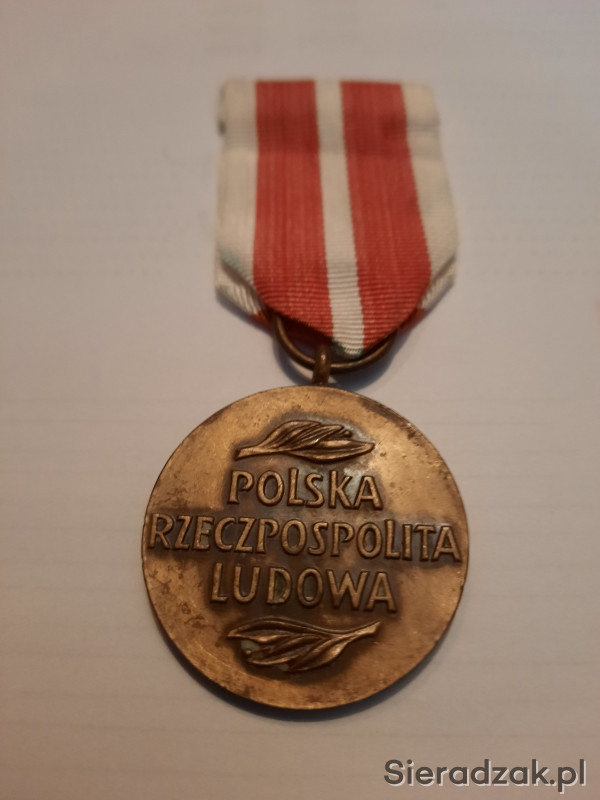 POLSKA
RZECZPOSPOLITA
LUDOWA
Sieradzak.pl